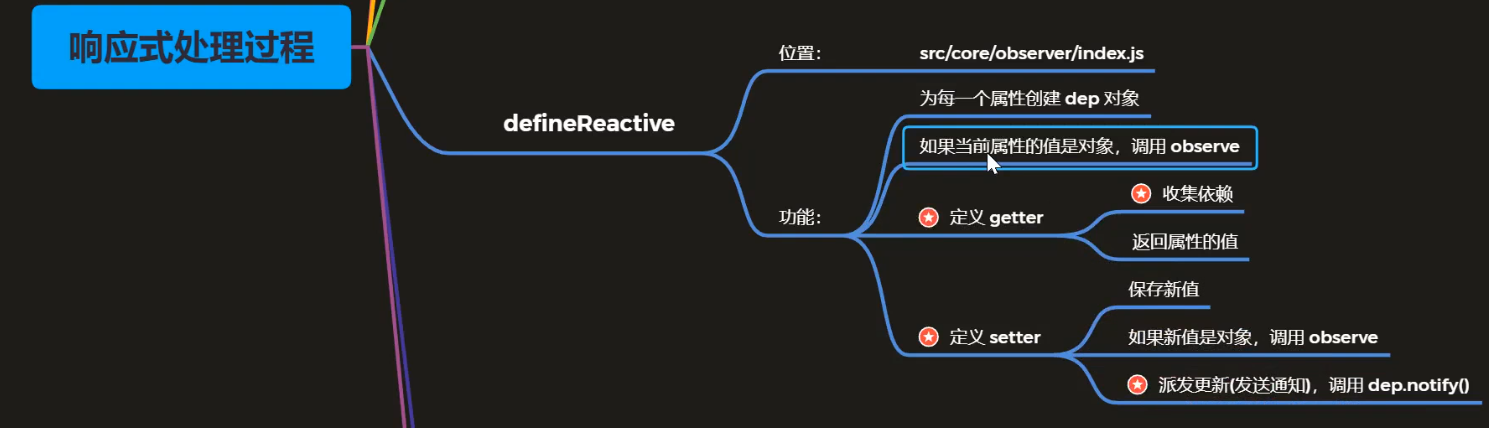 响应式处理过程
defineReactive
位置：
src/core/observer/index.js
功能：
为每一个属性创建 dep 对象
如果当前属性的值是对象，调用 observe
定义 getter
收集依赖
返回属性的值
定义 setter
保存新值
如果新值是对象，调用 observe
派发更新(发送通知)，调用 dep.notify()